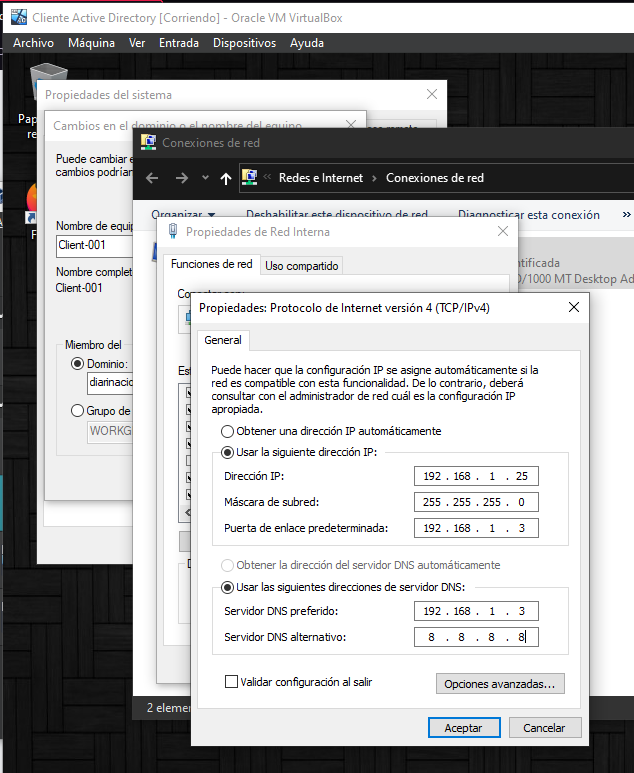 Cliente Active Directory [Corriendo] - Oracle VM VirtualBox
Archivo Máquina Ver Entrada Dispositivos Ayuda
Propiedades del sistema
Cambios en el dominio o el nombre del equipo
Conexiones de red
Redes e Internet > Conexiones de red
Organizar Deshabilitar este dispositivo de red Diagnosticar esta conexión »
Puede cambiar
cambios podrían
Nombre de equip
Client-001
Nombre complet
Client-001
Miembro del
Dominio:
diarinacio
Grupo de
WORKG
Propiedades de Red Interna
Funciones de red Uso compartido
tificada
0/1000 MT Desktop Ad
Propiedades: Protocolo de Internet versión 4 (TCP/IPv4)
General
Puede hacer que la configuración IP se asigne automáticamente si la
red es compatible con esta funcionalidad. De lo contrario, deberá
consultar con el administrador de red cuál es la configuración IP
apropiada.
Obtener una dirección IP automáticamente
Usar la siguiente dirección IP:
Dirección IP: 192 . 168 . 1 . 25
Máscara de subred: 255 . 255 . 255 . 0
Puerta de enlace predeterminada: 192 . 168 . 1 . 3
Obtener la dirección del servidor DNS automáticamente
Usar las siguientes direcciones de servidor DNS:
Servidor DNS preferido: 192 . 168 . 1 . 3
Servidor DNS alternativo: 8 . 8 . 8 . 8
Validar configuración al salir
Opciones avanzadas...
Aceptar Cancelar
2 eleme